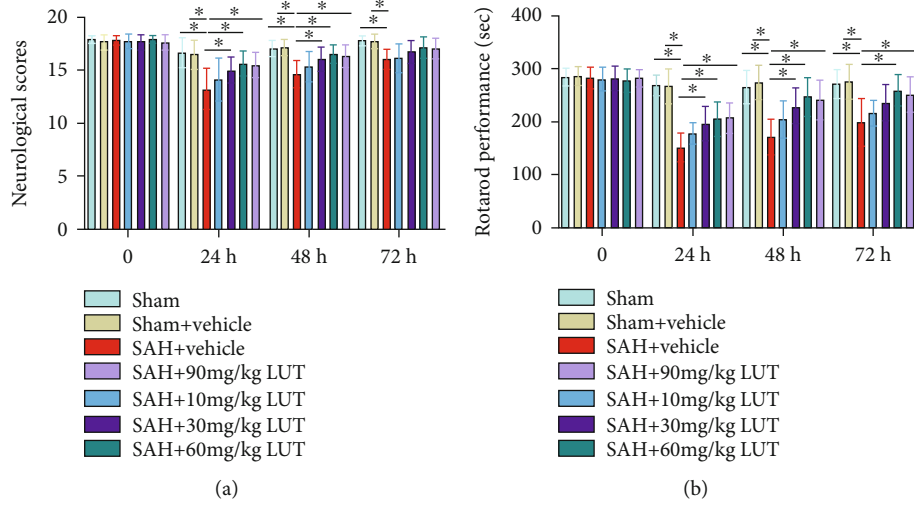 20
15
10
5
0
Neurological scores
* * * *
* * *
*
* * *
* *
*
*
*
0
24 h
48 h
72 h
Sham
Sham+vehicle
SAH+vehicle
SAH+90mg/kg LUT
SAH+10mg/kg LUT
SAH+30mg/kg LUT
SAH+60mg/kg LUT
(a)
400
300
200
100
0
Rotarod performance (sec)
* *
* *
*
* *
* *
*
* *
* *
0
24 h
48 h
72 h
Sham
Sham+vehicle
SAH+vehicle
SAH+90mg/kg LUT
SAH+10mg/kg LUT
SAH+30mg/kg LUT
SAH+60mg/kg LUT
(b)